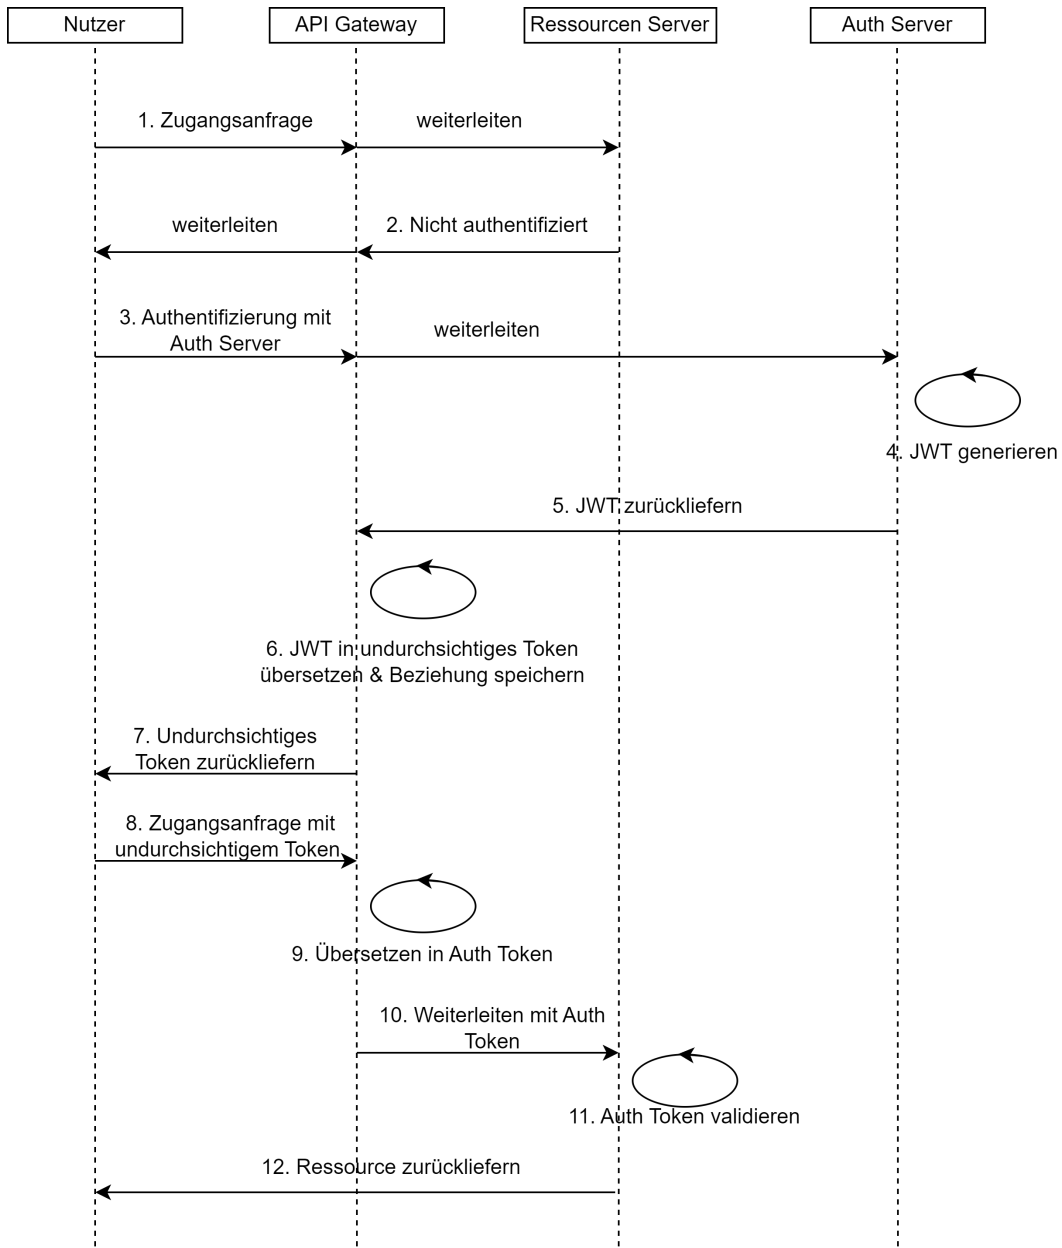 Nutzer
API Gateway
Ressourcen Server
Auth Server
1. Zugangsanfrage
weiterleiten
weiterleiten
2. Nicht authentifiziert
3. Authentifizierung mit
Auth Server
weiterleiten
4. JWT generieren
5. JWT zurückliefern
6. JWT in undurchsichtiges Token
übersetzen & Beziehung speichern
7. Undurchsichtiges
Token zurückliefern
8. Zugangsanfrage mit
undurchsichtigem Token
9. Übersetzen in Auth Token
10. Weiterleiten mit Auth
Token
11. Auth Token validieren
12. Ressource zurückliefern